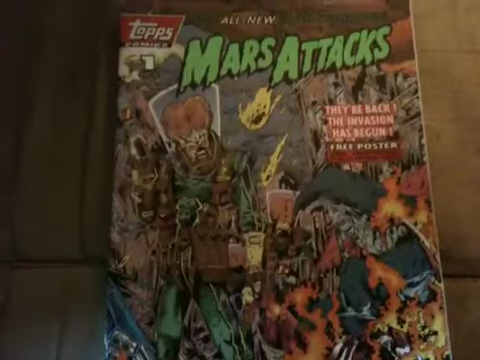 Topps
COMICS
#1
ALL-NEW
MARS ATTACKS
THEY'RE BACK!
THE INVASION
HAS BEGUN!
FREE POSTER